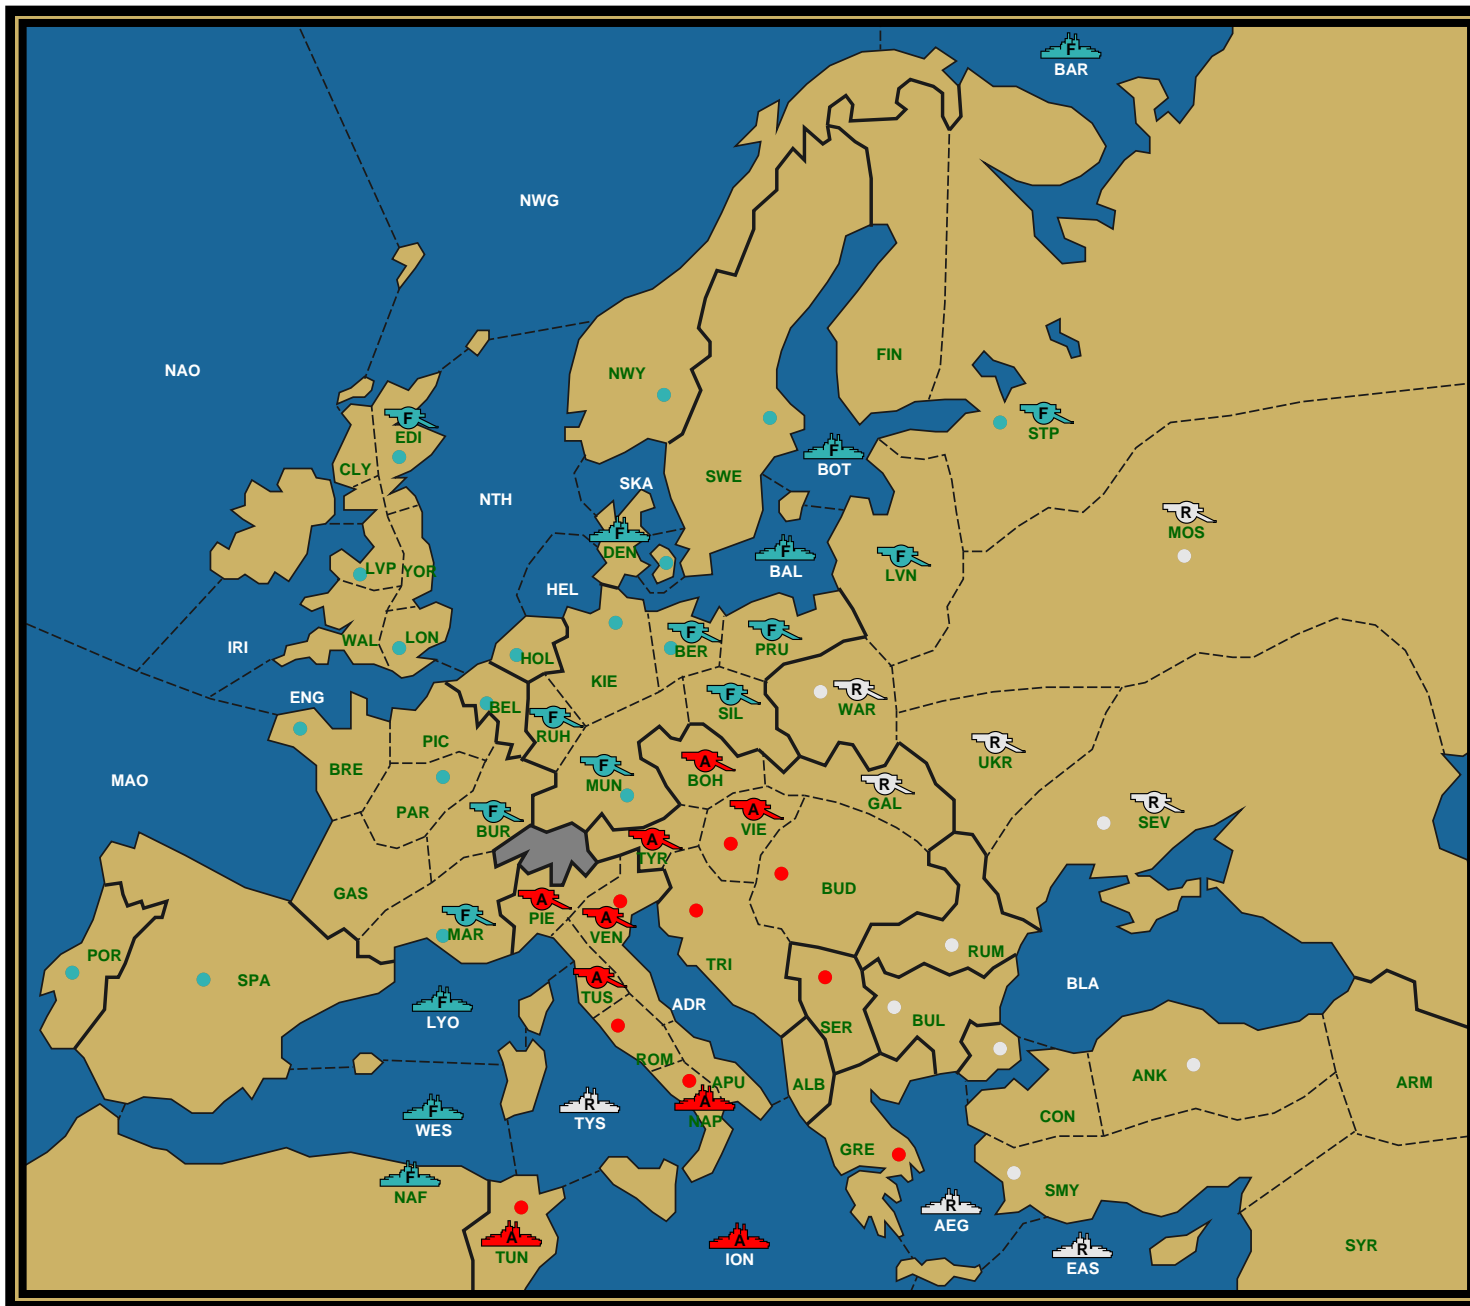 F
BAR
NWG
NAO
FIN
NWY
F
EDI
F
STP
F
BOT
CLY
SWE
SKA
NTH
R
MOS
F
DEN
F
BAL
F
LVN
LVP
YOR
HEL
IRI
WAL
LON
F
BER
F
PRU
HOL
KIE
ENG
BEL
F
RUH
F
SIL
R
WAR
PIC
BRE
R
UKR
A
BOH
F
MUN
MAO
R
GAL
PAR
F
BUR
A
VIE
R
SEV
A
TYR
BUD
GAS
A
PIE
F
MAR
A
VEN
POR
SPA
TRI
RUM
BLA
A
TUS
ADR
F
LYO
SER
BUL
ROM
APU
ALB
ANK
ARM
F
WES
R
TYS
A
NAP
CON
GRE
SMY
F
NAF
R
AEG
A
TUN
A
ION
R
EAS
SYR